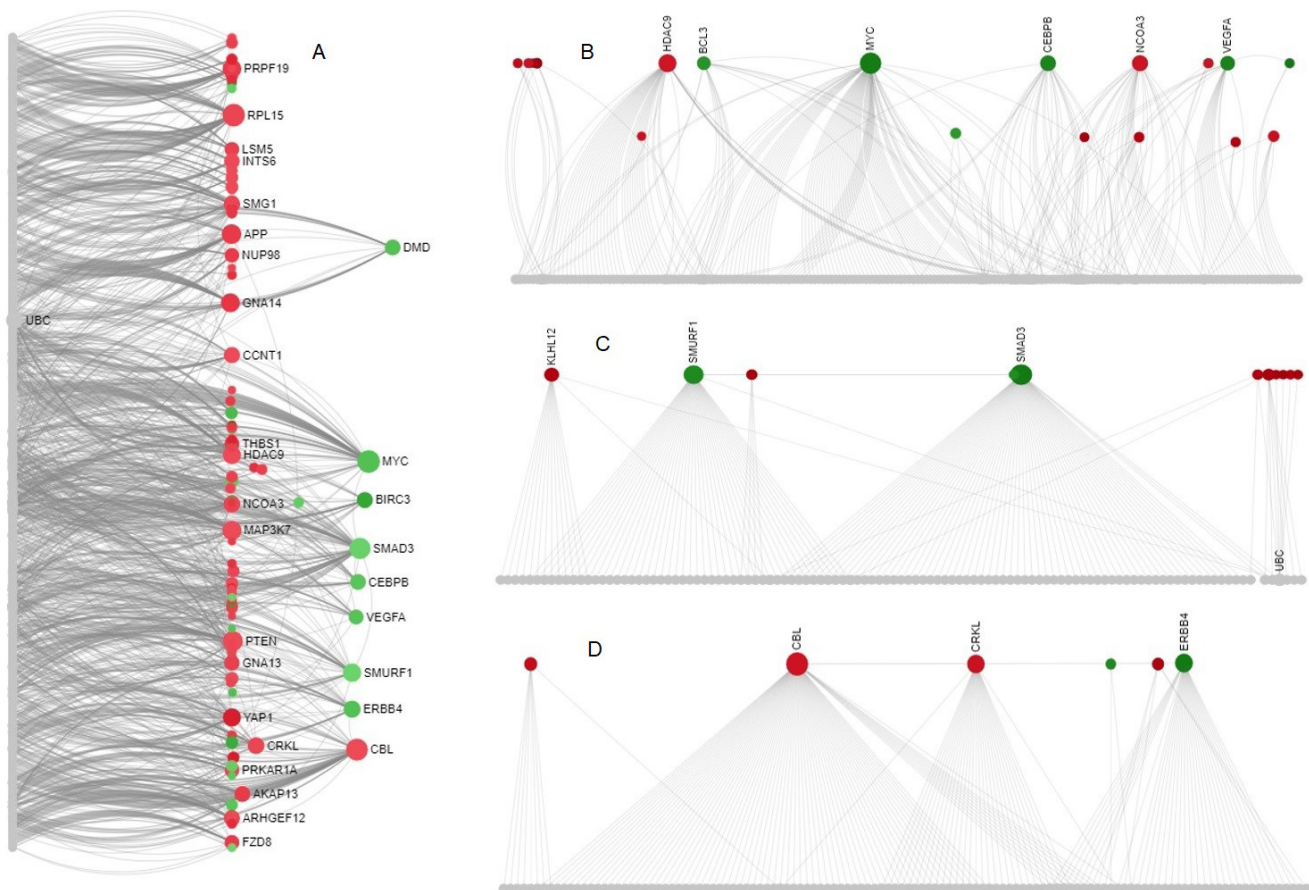 A
PRPF19
RPL15
LSM5
INTS6
SMG1
APP
DMD
NUP98
GNA14
UBC
CCNT1
THBS1
HDAC9
MYC
BIRC3
NCOA3
MAP3K7
SMAD3
CEBPB
VEGFA
PTEN
GNA13
SMURF1
ERBB4
YAP1
CRKL
CBL
PRKAR1A
AKAP13
ARHGEF12
FZD8
B
HDAC9
BCL3
MYC
CEBPB
NCOA3
VEGFA
C
KLHL12
SMURF1
SMAD3
UBC
D
CBL
CRKL
ERBB4